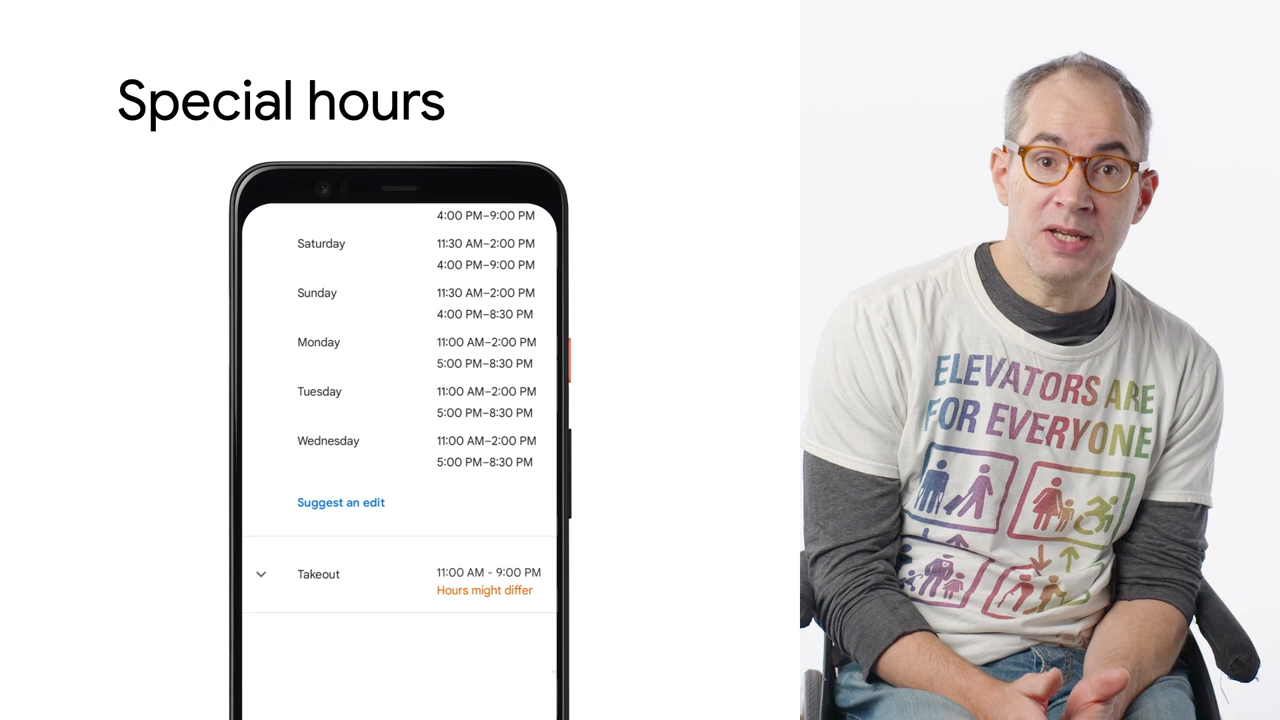 Special hours
4:00 PM–9:00 PM
Saturday 11:30 AM–2:00 PM
4:00 PM–9:00 PM
Sunday 11:30 AM–2:00 PM
4:00 PM–8:30 PM
Monday 11:00 AM–2:00 PM
5:00 PM–8:30 PM
Tuesday 11:00 AM–2:00 PM
5:00 PM–8:30 PM
Wednesday 11:00 AM–2:00 PM
5:00 PM–8:30 PM
Suggest an edit
Takeout 11:00 AM - 9:00 PM
Hours might differ
ELEVATORS ARE
FOR EVERYONE